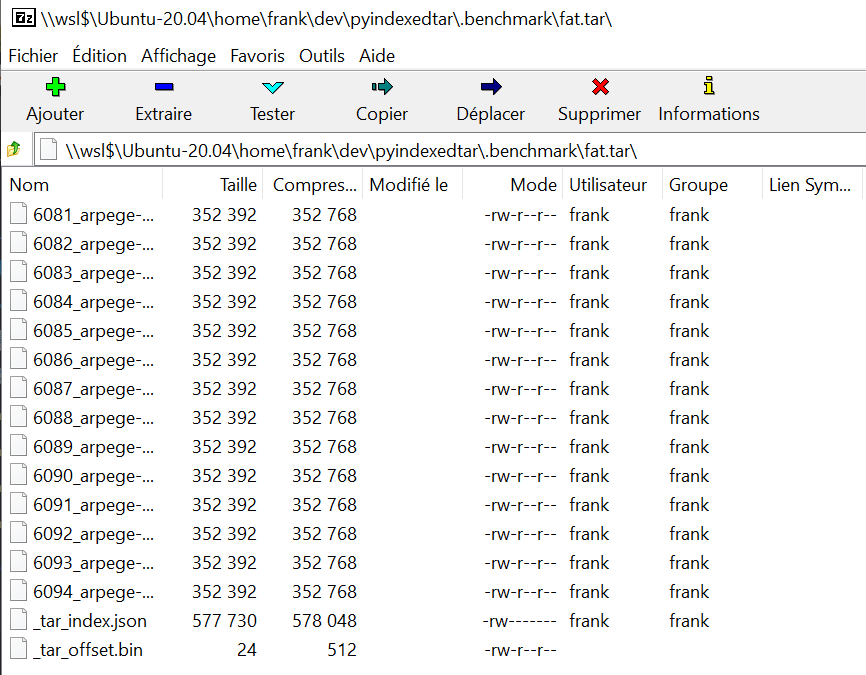 7z \\wsl$\Ubuntu-20.04\home\frank\dev\pyindexedtar\.benchmark\fat.tar\
Fichier Édition Affichage Favoris Outils Aide
Ajouter Extraire Tester Copier Déplacer Supprimer Informations
\\wsl$\Ubuntu-20.04\home\frank\dev\pyindexedtar\.benchmark\fat.tar\
Nom Taille Compres... Modifié le Mode Utilisateur Groupe Lien Sym...
6081_arpege-... 352 392 352 768 -rw-r--r-- frank frank
6082_arpege-... 352 392 352 768 -rw-r--r-- frank frank
6083_arpege-... 352 392 352 768 -rw-r--r-- frank frank
6084_arpege-... 352 392 352 768 -rw-r--r-- frank frank
6085_arpege-... 352 392 352 768 -rw-r--r-- frank frank
6086_arpege-... 352 392 352 768 -rw-r--r-- frank frank
6087_arpege-... 352 392 352 768 -rw-r--r-- frank frank
6088_arpege-... 352 392 352 768 -rw-r--r-- frank frank
6089_arpege-... 352 392 352 768 -rw-r--r-- frank frank
6090_arpege-... 352 392 352 768 -rw-r--r-- frank frank
6091_arpege-... 352 392 352 768 -rw-r--r-- frank frank
6092_arpege-... 352 392 352 768 -rw-r--r-- frank frank
6093_arpege-... 352 392 352 768 -rw-r--r-- frank frank
6094_arpege-... 352 392 352 768 -rw-r--r-- frank frank
_tar_index.json 577 730 578 048 -rw------- frank frank
_tar_offset.bin 24 512 -rw-r--r--